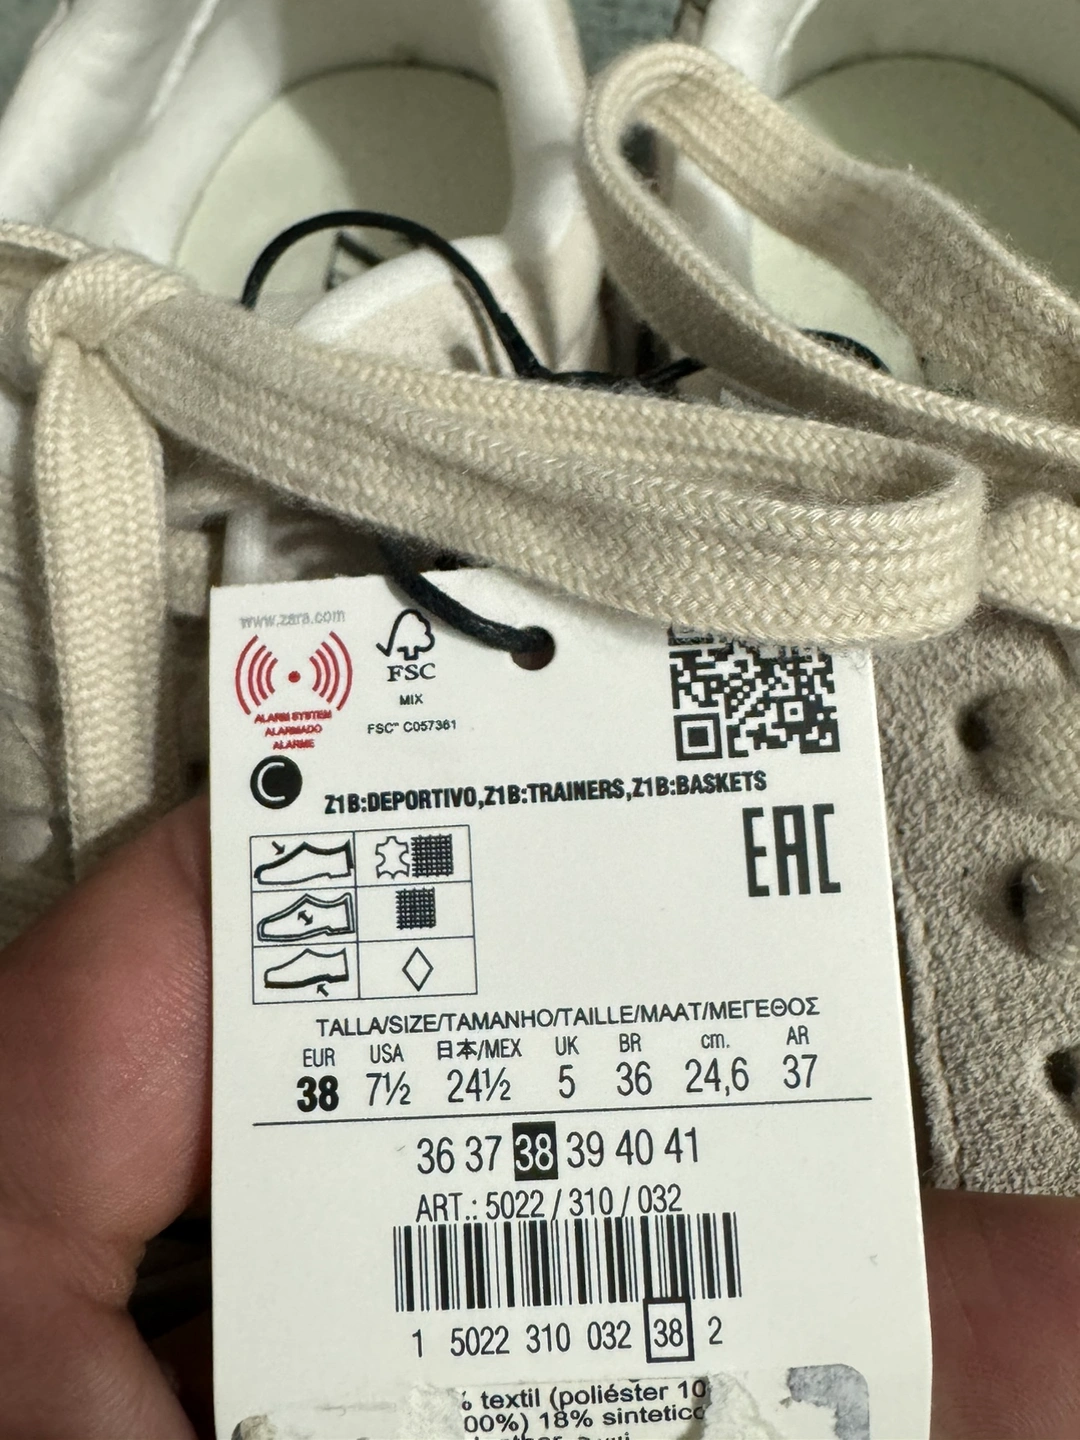 www.zara.com
ALARM SYSTEM
ALARMADO
ALARME
FSC
MIX
FSC™ C057361
Z1B:DEPORTIVO,Z1B:TRAINERS,Z1B:BASKETS
EAC
TALLA/SIZE/TAMANHO/TAILLE/MAAT/ΜΕΓΕΘΟΣ
EUR USA 日本/MEX UK BR cm. AR
38 7½ 24½ 5 36 24,6 37
36 37 38 39 40 41
ART.: 5022 / 310 / 032
1 5022 310 032 38 2
% textil (poliéster 10
00%) 18% sintetico